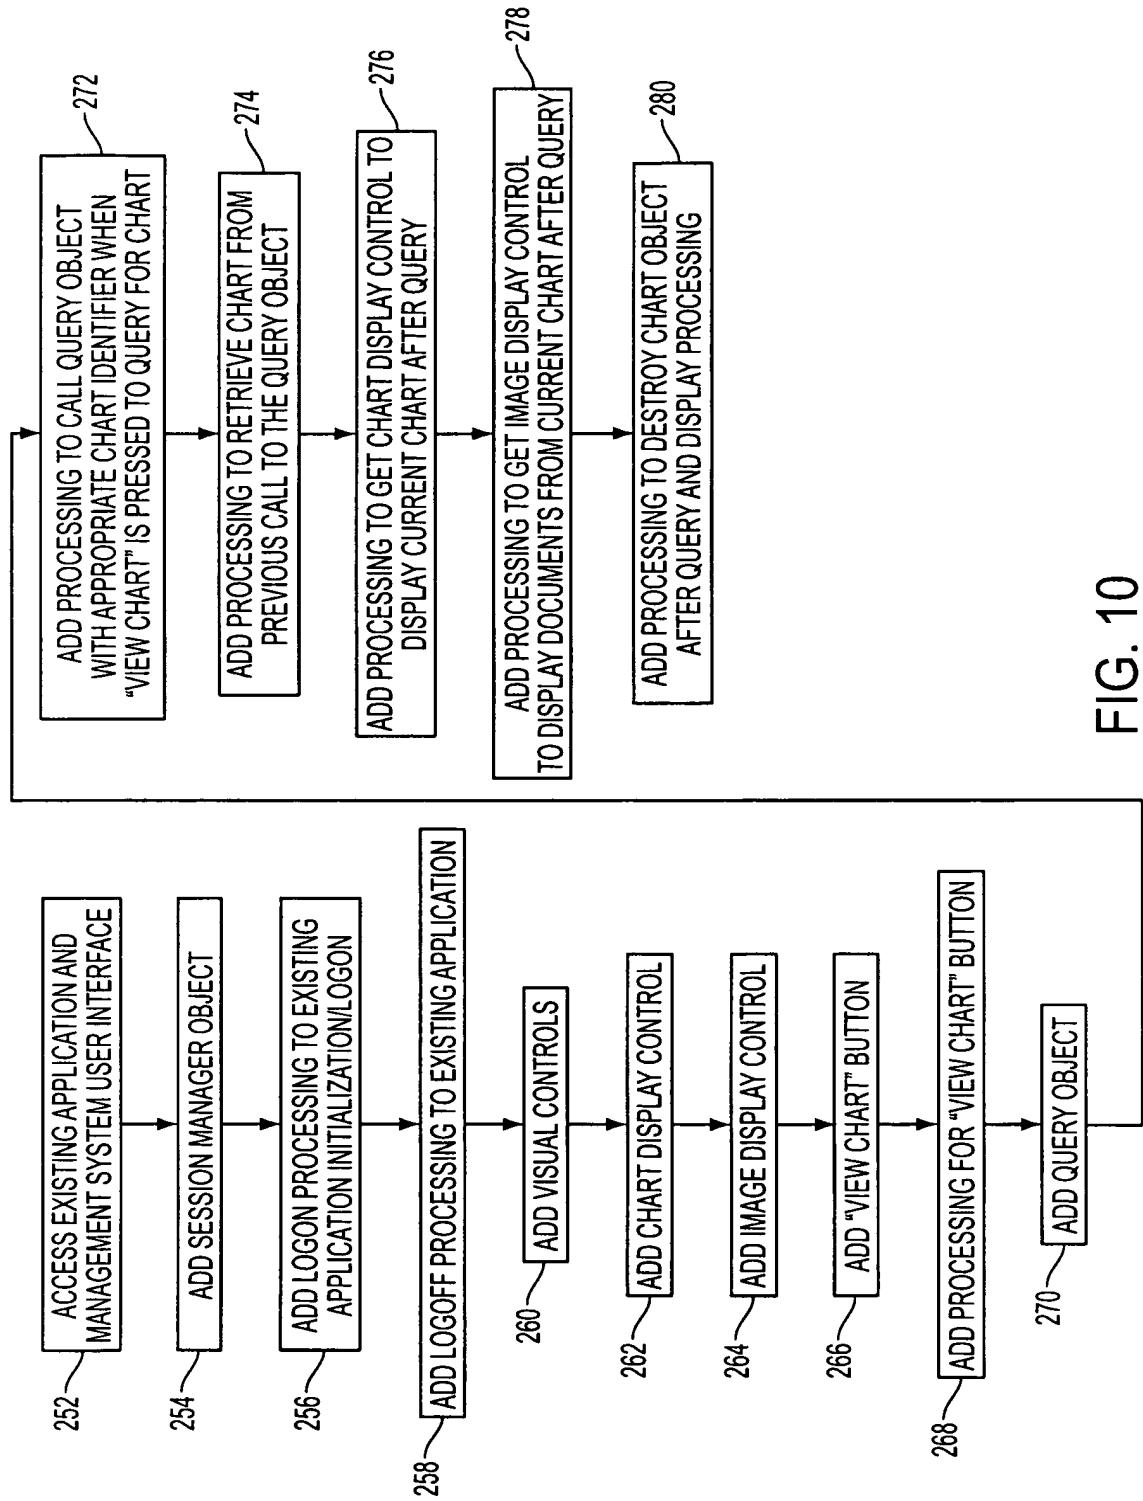 252
ACCESS EXISTING APPLICATION AND
MANAGEMENT SYSTEM USER INTERFACE
254
ADD SESSION MANAGER OBJECT
256
ADD LOGON PROCESSING TO EXISTING
APPLICATION INITIALIZATION/LOGON
258
ADD LOGOFF PROCESSING TO EXISTING APPLICATION
260
ADD VISUAL CONTROLS
262
ADD CHART DISPLAY CONTROL
264
ADD IMAGE DISPLAY CONTROL
266
ADD “VIEW CHART” BUTTON
268
ADD PROCESSING FOR “VIEW CHART” BUTTON
270
ADD QUERY OBJECT
272
ADD PROCESSING TO CALL QUERY OBJECT
WITH APPROPRIATE CHART IDENTIFIER WHEN
“VIEW CHART” IS PRESSED TO QUERY FOR CHART
274
ADD PROCESSING TO RETRIEVE CHART FROM
PREVIOUS CALL TO THE QUERY OBJECT
276
ADD PROCESSING TO GET CHART DISPLAY CONTROL TO
DISPLAY CURRENT CHART AFTER QUERY
278
ADD PROCESSING TO GET IMAGE DISPLAY CONTROL
TO DISPLAY DOCUMENTS FROM CURRENT CHART AFTER QUERY
280
ADD PROCESSING TO DESTROY CHART OBJECT
AFTER QUERY AND DISPLAY PROCESSING
FIG. 10